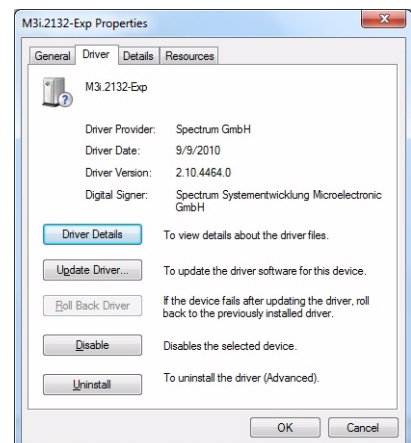 M3i.2132-Exp Properties
General Driver Details Resources
M3i.2132-Exp
Driver Provider: Spectrum GmbH
Driver Date: 9/9/2010
Driver Version: 2.10.4464.0
Digital Signer: Spectrum Systementwicklung Microelectronic
GmbH
Driver Details To view details about the driver files.
Update Driver... To update the driver software for this device.
Roll Back Driver If the device fails after updating the driver, roll
back to the previously installed driver.
Disable Disables the selected device.
Uninstall To uninstall the driver (Advanced).
OK Cancel